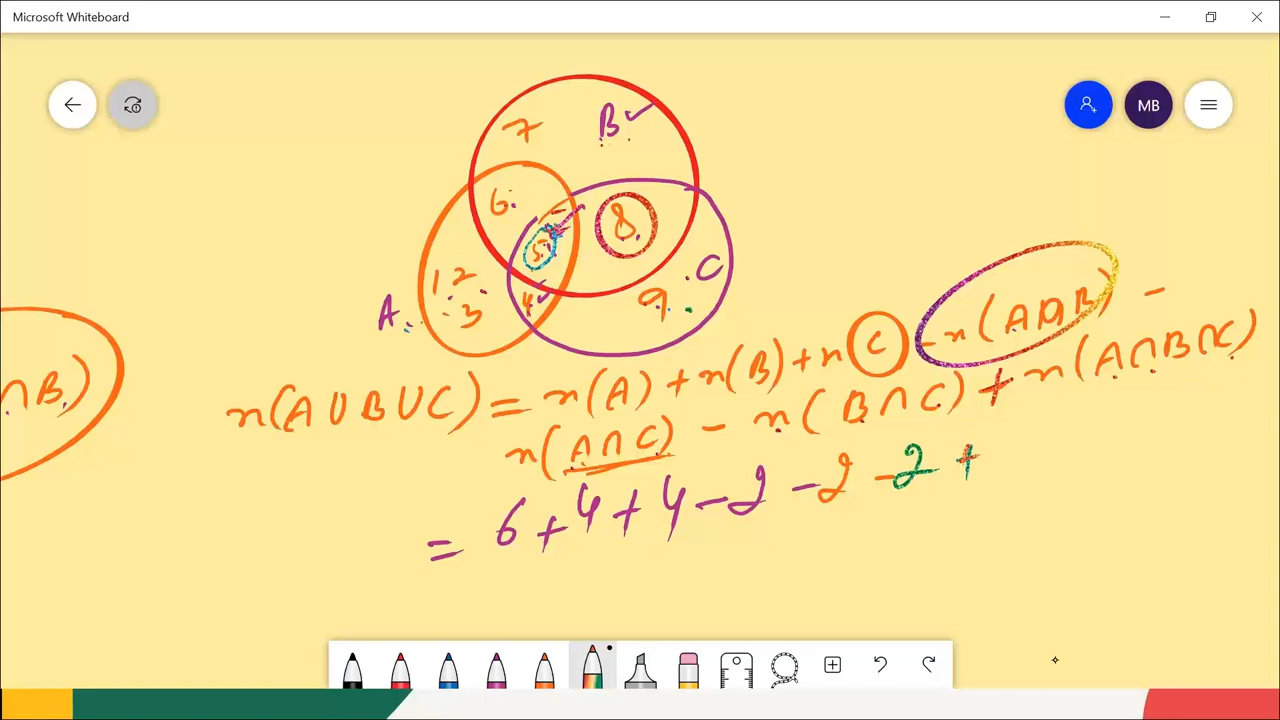 Microsoft Whiteboard
MB
7 B
6 5 8
1 2
3 4 9 C
A
∩B)
n(A∪B∪C) = n(A) + n(B) + n(C) - n(A∩B) -
n(A∩C) - n(B∩C) + n(A∩B∩C)
= 6 + 4 + 4 - 2 - 2 - 2 +